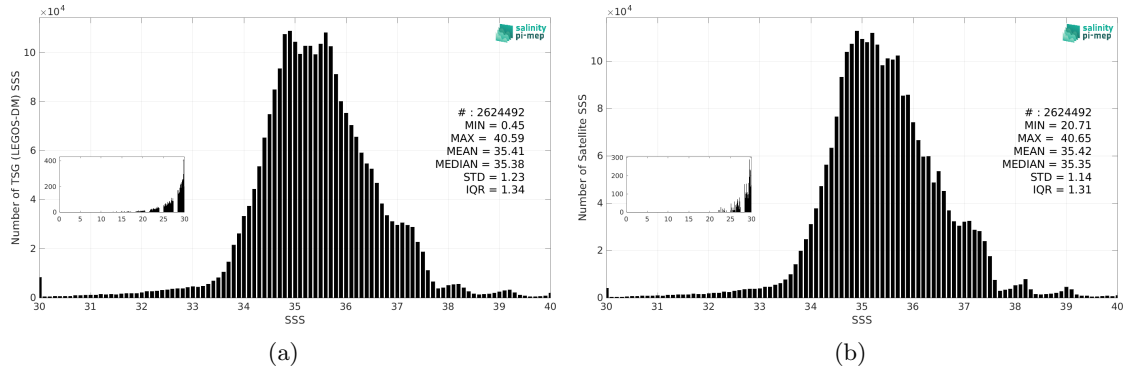 ×10⁴
10
8
6
4
2
0
Number of TSG (LEGOS-DM) SSS
salinity
pi-mep
# : 2624492
MIN = 0.45
MAX = 40.59
MEAN = 35.41
MEDIAN = 35.38
STD = 1.23
IQR = 1.34
400
200
0
0 5 10 15 20 25 30
30 31 32 33 34 35 36 37 38 39 40
SSS
(a)
×10⁴
10
8
6
4
2
0
Number of Satellite SSS
salinity
pi-mep
# : 2624492
MIN = 20.71
MAX = 40.65
MEAN = 35.42
MEDIAN = 35.35
STD = 1.14
IQR = 1.31
300
200
100
0
0 5 10 15 20 25 30
30 31 32 33 34 35 36 37 38 39 40
SSS
(b)